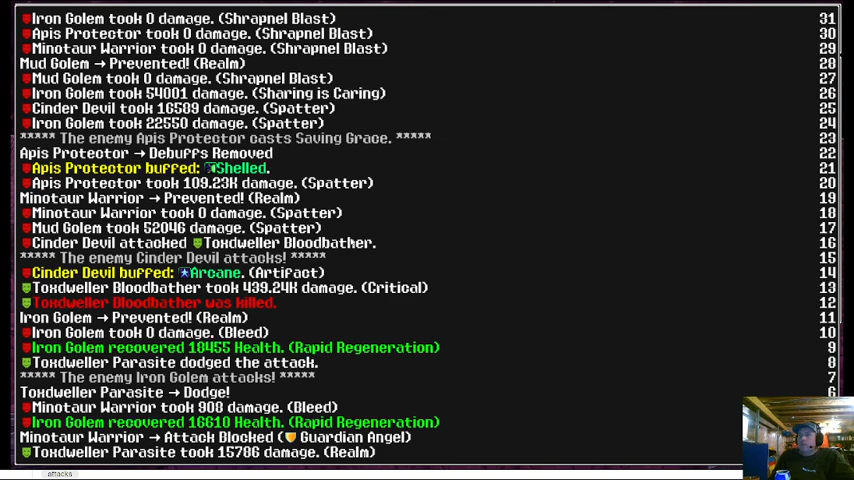 Iron Golem took 0 damage. (Shrapnel Blast) 31
Apis Protector took 0 damage. (Shrapnel Blast) 30
Minotaur Warrior took 0 damage. (Shrapnel Blast) 29
Mud Golem → Prevented! (Realm) 28
Mud Golem took 0 damage. (Shrapnel Blast) 27
Iron Golem took 54001 damage. (Sharing is Caring) 26
Cinder Devil took 16589 damage. (Spatter) 25
Iron Golem took 22550 damage. (Spatter) 24
***** The enemy Apis Protector casts Saving Grace. ***** 23
Apis Protector → Debuffs Removed 22
Apis Protector buffed: Shelled. 21
Apis Protector took 109.23K damage. (Spatter) 20
Minotaur Warrior → Prevented! (Realm) 19
Minotaur Warrior took 0 damage. (Spatter) 18
Mud Golem took 52046 damage. (Spatter) 17
Cinder Devil attacked Toxdweller Bloodbather. 16
***** The enemy Cinder Devil attacks! ***** 15
Cinder Devil buffed: Arcane. (Artifact) 14
Toxdweller Bloodbather took 439.24K damage. (Critical) 13
Toxdweller Bloodbather was killed. 12
Iron Golem → Prevented! (Realm) 11
Iron Golem took 0 damage. (Bleed) 10
Iron Golem recovered 18455 Health. (Rapid Regeneration) 9
Toxdweller Parasite dodged the attack. 8
***** The enemy Iron Golem attacks! ***** 7
Toxdweller Parasite → Dodge! 6
Minotaur Warrior took 908 damage. (Bleed)
Iron Golem recovered 16610 Health. (Rapid Regeneration)
Minotaur Warrior → Attack Blocked (Guardian Angel)
Toxdweller Parasite took 15786 damage. (Realm)
attacks